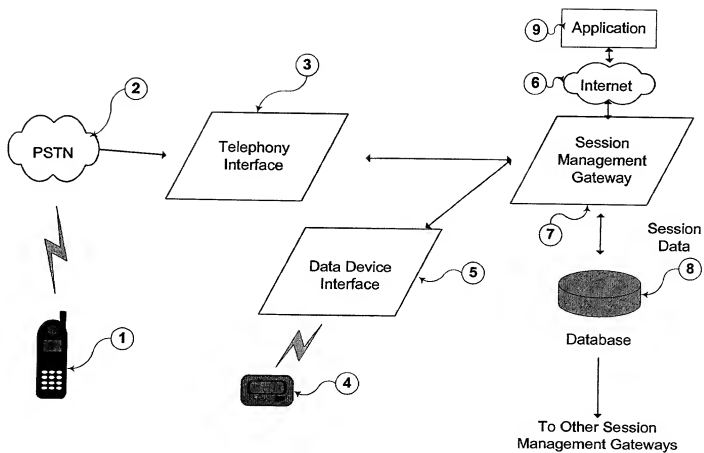 9
Application
6
Internet
2
3
PSTN
Telephony
Interface
Session
Management
Gateway
7
Session
Data
Data Device
Interface
5
8
1
4
Database
To Other Session
Management Gateways